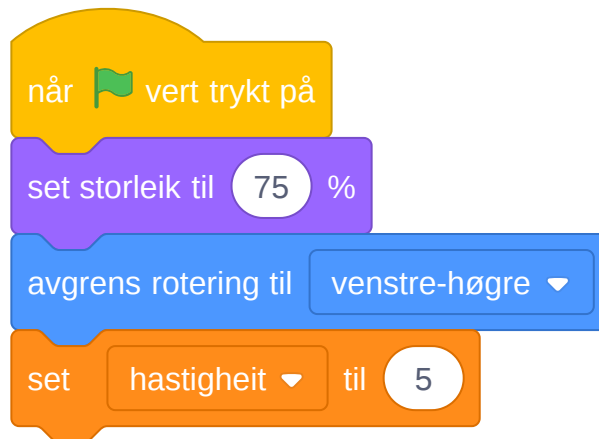 når vert trykt på
set storleik til 75 %
avgrens rotering til venstre-høgre
set hastigheit til 5